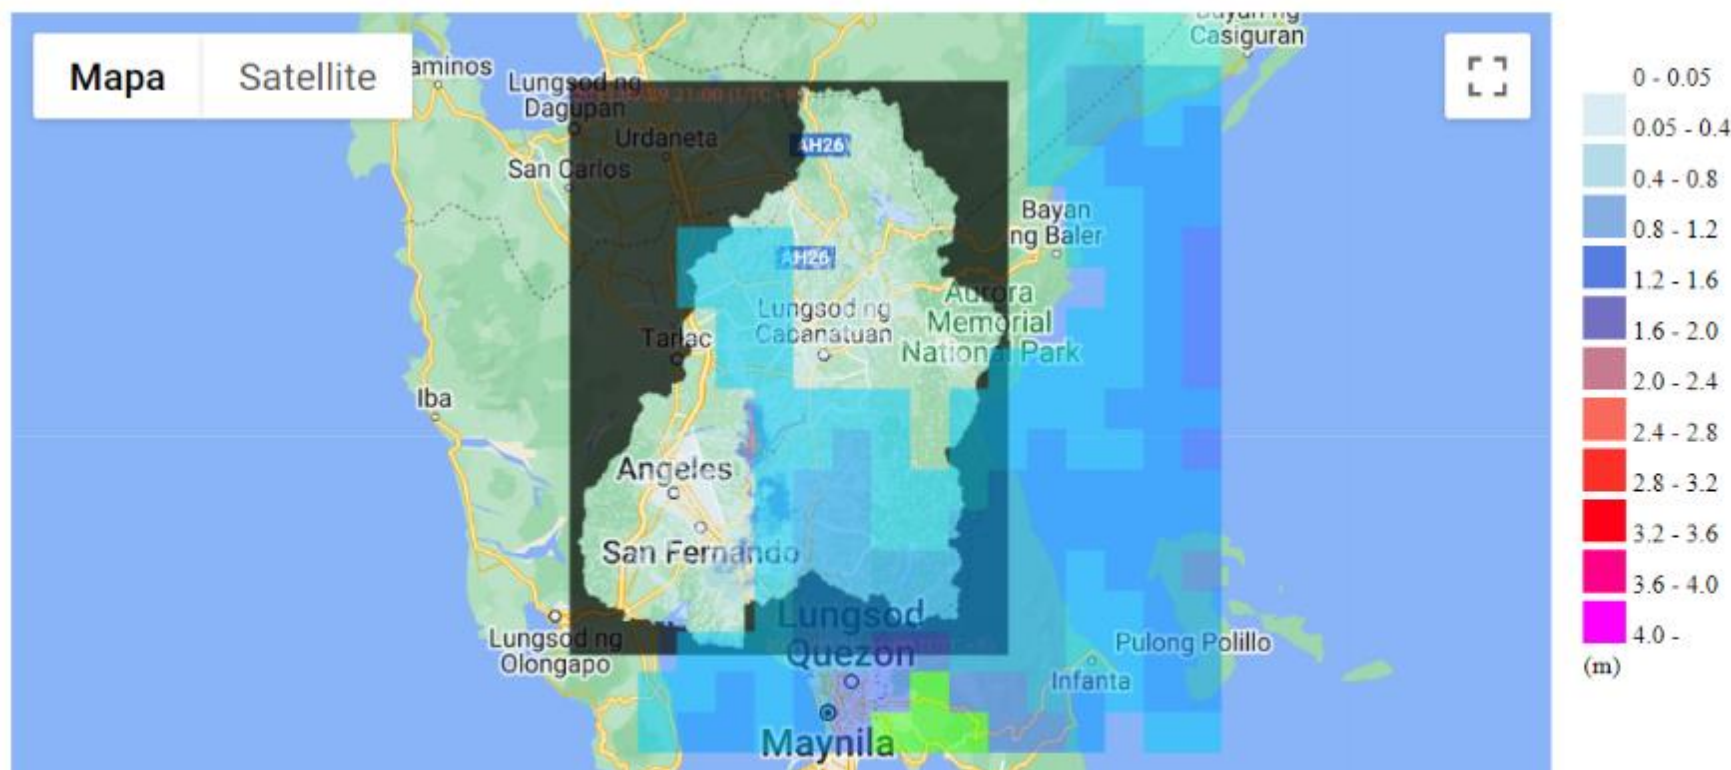 Mapa
Satellite
aminos
Lungsod ng
Dagupan
Urdaneta
San Carlos
AH26
AH26
Bayan ng
Casiguran
Bayan
ng Baler
Aurora
Memorial
National Park
Lungsod ng
Cabanatuan
Tarlac
Iba
Angeles
San Fernando
Lungsod ng
Olongapo
Lungsod
Quezon
Maynila
Pulong Polillo
Infanta
0 - 0.05
0.05 - 0.4
0.4 - 0.8
0.8 - 1.2
1.2 - 1.6
1.6 - 2.0
2.0 - 2.4
2.4 - 2.8
2.8 - 3.2
3.2 - 3.6
3.6 - 4.0
4.0 -
(m)